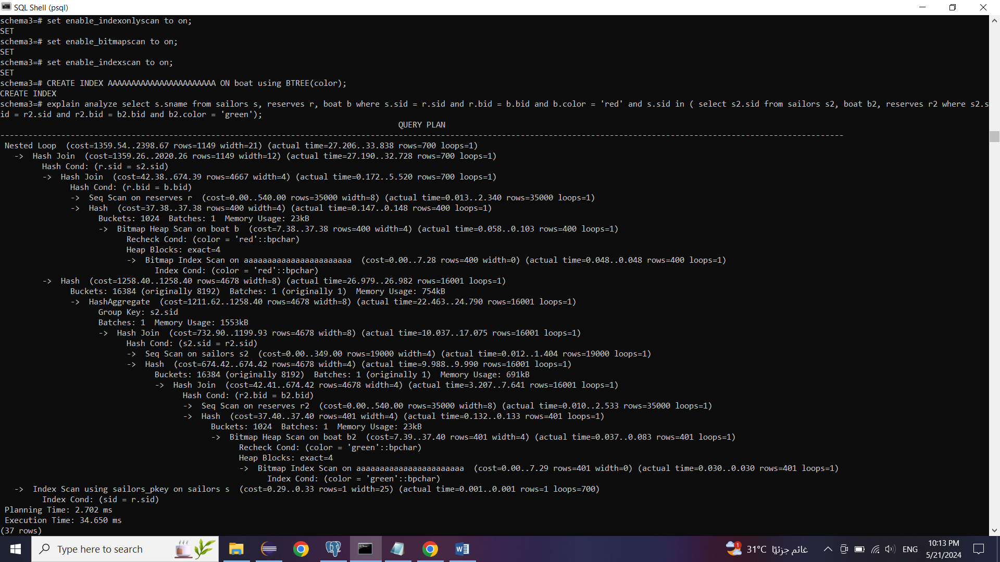 SQL Shell (psql)
schema3=# set enable_indexonlyscan to on;
SET
schema3=# set enable_bitmapscan to on;
SET
schema3=# set enable_indexscan to on;
SET
schema3=# CREATE INDEX AAAAAAAAAAAAAAAAAAAAAAA ON boat using BTREE(color);
CREATE INDEX
schema3=# explain analyze select s.sname from sailors s, reserves r, boat b where s.sid = r.sid and r.bid = b.bid and b.color = 'red' and s.sid in ( select s2.sid from sailors s2, boat b2, reserves r2 where s2.s
id = r2.sid and r2.bid = b2.bid and b2.color = 'green');
QUERY PLAN
------------------------------------------------------------------------------------------------------------------------------------------------------------------------------------
Nested Loop  (cost=1359.54..2398.67 rows=1149 width=21) (actual time=27.206..33.838 rows=700 loops=1)
->  Hash Join  (cost=1359.26..2020.26 rows=1149 width=12) (actual time=27.190..32.728 rows=700 loops=1)
Hash Cond: (r.sid = s2.sid)
->  Hash Join  (cost=42.38..674.39 rows=4667 width=4) (actual time=0.172..5.520 rows=700 loops=1)
Hash Cond: (r.bid = b.bid)
->  Seq Scan on reserves r  (cost=0.00..540.00 rows=35000 width=8) (actual time=0.013..2.340 rows=35000 loops=1)
->  Hash  (cost=37.38..37.38 rows=400 width=4) (actual time=0.147..0.148 rows=400 loops=1)
Buckets: 1024  Batches: 1  Memory Usage: 23kB
->  Bitmap Heap Scan on boat b  (cost=7.38..37.38 rows=400 width=4) (actual time=0.058..0.103 rows=400 loops=1)
Recheck Cond: (color = 'red'::bpchar)
Heap Blocks: exact=4
->  Bitmap Index Scan on aaaaaaaaaaaaaaaaaaaaaaa  (cost=0.00..7.28 rows=400 width=0) (actual time=0.048..0.048 rows=400 loops=1)
Index Cond: (color = 'red'::bpchar)
->  Hash  (cost=1258.40..1258.40 rows=4678 width=8) (actual time=26.979..26.982 rows=16001 loops=1)
Buckets: 16384 (originally 8192)  Batches: 1 (originally 1)  Memory Usage: 754kB
->  HashAggregate  (cost=1211.62..1258.40 rows=4678 width=8) (actual time=22.463..24.790 rows=16001 loops=1)
Group Key: s2.sid
Batches: 1  Memory Usage: 1553kB
->  Hash Join  (cost=732.90..1199.93 rows=4678 width=8) (actual time=10.037..17.075 rows=16001 loops=1)
Hash Cond: (s2.sid = r2.sid)
->  Seq Scan on sailors s2  (cost=0.00..349.00 rows=19000 width=4) (actual time=0.012..1.404 rows=19000 loops=1)
->  Hash  (cost=674.42..674.42 rows=4678 width=4) (actual time=9.988..9.990 rows=16001 loops=1)
Buckets: 16384 (originally 8192)  Batches: 1 (originally 1)  Memory Usage: 691kB
->  Hash Join  (cost=42.41..674.42 rows=4678 width=4) (actual time=3.207..7.641 rows=16001 loops=1)
Hash Cond: (r2.bid = b2.bid)
->  Seq Scan on reserves r2  (cost=0.00..540.00 rows=35000 width=8) (actual time=0.010..2.533 rows=35000 loops=1)
->  Hash  (cost=37.40..37.40 rows=401 width=4) (actual time=0.132..0.133 rows=401 loops=1)
Buckets: 1024  Batches: 1  Memory Usage: 23kB
->  Bitmap Heap Scan on boat b2  (cost=7.39..37.40 rows=401 width=4) (actual time=0.037..0.083 rows=401 loops=1)
Recheck Cond: (color = 'green'::bpchar)
Heap Blocks: exact=4
->  Bitmap Index Scan on aaaaaaaaaaaaaaaaaaaaaaa  (cost=0.00..7.29 rows=401 width=0) (actual time=0.030..0.030 rows=401 loops=1)
Index Cond: (color = 'green'::bpchar)
->  Index Scan using sailors_pkey on sailors s  (cost=0.29..0.33 rows=1 width=25) (actual time=0.001..0.001 rows=1 loops=700)
Index Cond: (sid = r.sid)
Planning Time: 2.702 ms
Execution Time: 34.650 ms
(37 rows)
Type here to search
1
31°C غائم جزئيًا
ENG
10:13 PM
5/21/2024